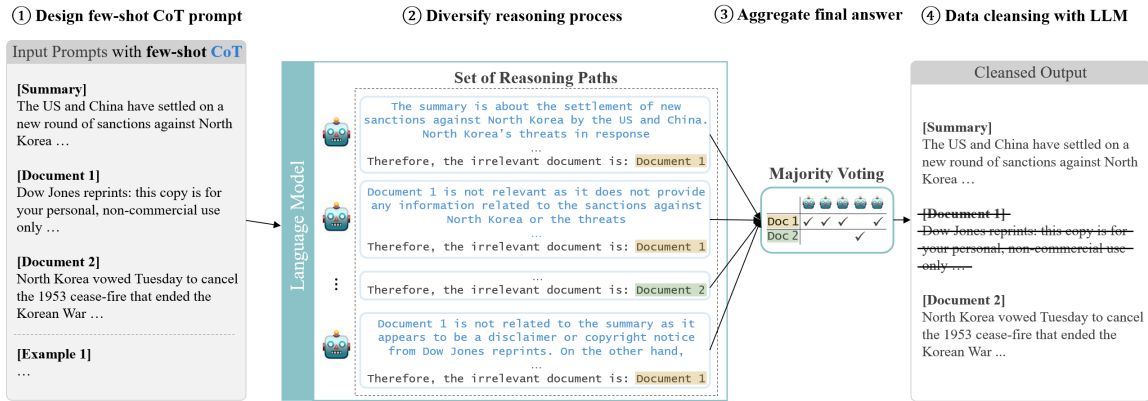 ① Design few-shot CoT prompt
② Diversify reasoning process
③ Aggregate final answer
④ Data cleansing with LLM
Input Prompts with few-shot CoT
[Summary]
The US and China have settled on a
new round of sanctions against North
Korea …
[Document 1]
Dow Jones reprints: this copy is for
your personal, non-commercial use
only …
[Document 2]
North Korea vowed Tuesday to cancel
the 1953 cease-fire that ended the
Korean War …
[Example 1]
…
Language Model
Set of Reasoning Paths
The summary is about the settlement of new
sanctions against North Korea by the US and China.
North Korea's threats in response
…
Therefore, the irrelevant document is: Document 1
Document 1 is not relevant as it does not provide
any information related to the sanctions against
North Korea or the threats
…
Therefore, the irrelevant document is: Document 1
…
Therefore, the irrelevant document is: Document 2
Document 1 is not related to the summary as it
appears to be a disclaimer or copyright notice
from Dow Jones reprints. On the other hand,
…
Therefore, the irrelevant document is: Document 1
Majority Voting
Doc 1 ✓ ✓ ✓ ✓
Doc 2 ✓
Cleansed Output
[Summary]
The US and China have settled on a
new round of sanctions against North
Korea …
[Document 1]
Dow Jones reprints: this copy is for
your personal, non-commercial use
only …
[Document 2]
North Korea vowed Tuesday to cancel
the 1953 cease-fire that ended the
Korean War ...